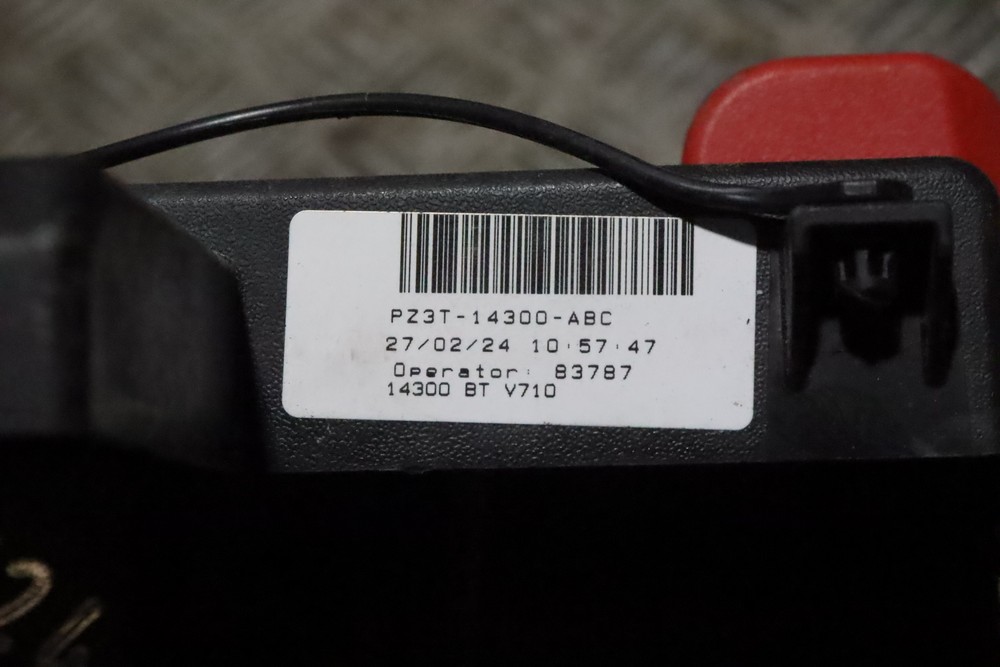 PZ3T-14300-ABC
27/02/24 10:57:47
Operator: 83787
14300 BT V710